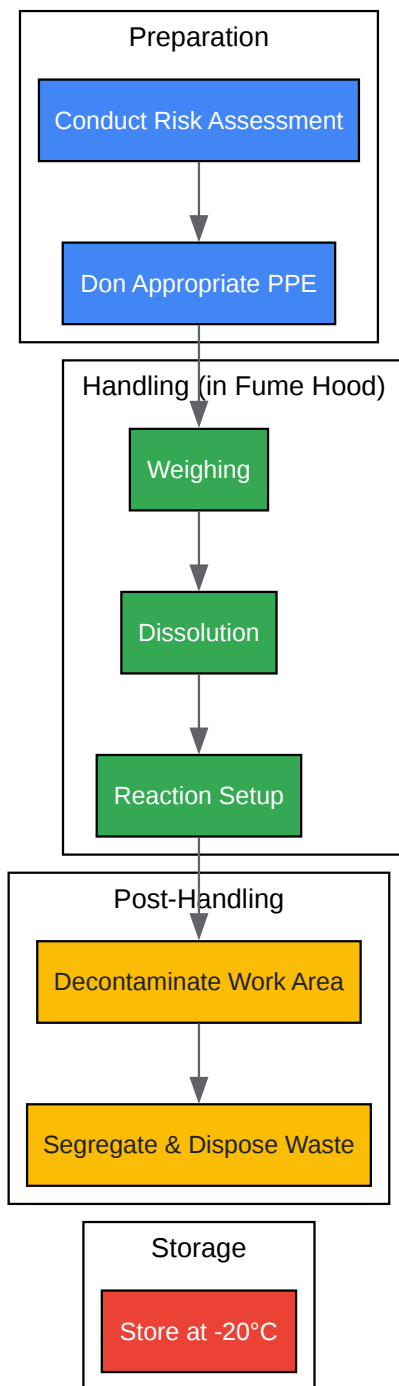 Preparation
Conduct Risk Assessment
Don Appropriate PPE
Handling (in Fume Hood)
Weighing
Dissolution
Reaction Setup
Post-Handling
Decontaminate Work Area
Segregate & Dispose Waste
Storage
Store at -20°C